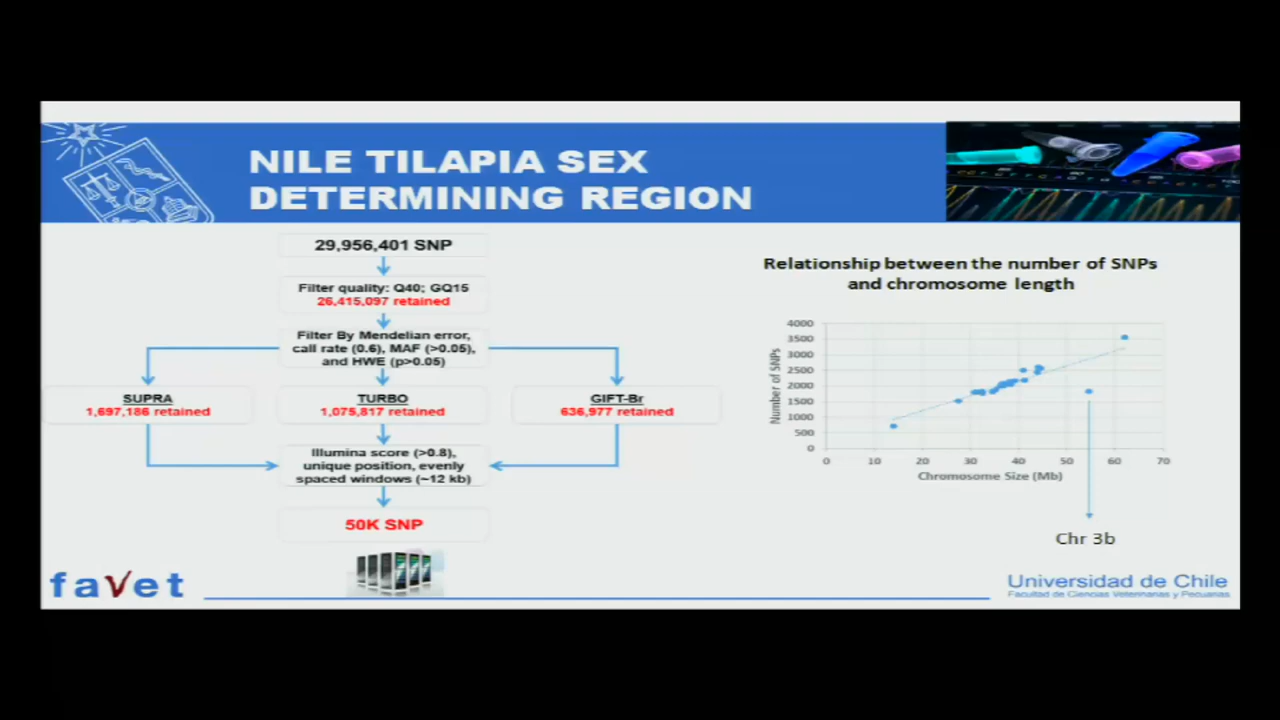 NILE TILAPIA SEX
DETERMINING REGION
29,956,401 SNP
Filter quality: Q40; GQ15
26,415,097 retained
Filter By Mendelian error,
call rate (0.6), MAF (>0.05),
and HWE (p>0.05)
SUPRA
1,697,186 retained
TURBO
1,075,817 retained
GIFT-Br
636,977 retained
Illumina score (>0.8),
unique position, evenly
spaced windows (~12 kb)
50K SNP
Relationship between the number of SNPs
and chromosome length
Number of SNPs
4000
3500
3000
2500
2000
1500
1000
500
0
0 10 20 30 40 50 60 70
Chromosome Size (Mb)
Chr 3b
favet
Universidad de Chile
Facultad de Ciencias Veterinarias y Pecuarias